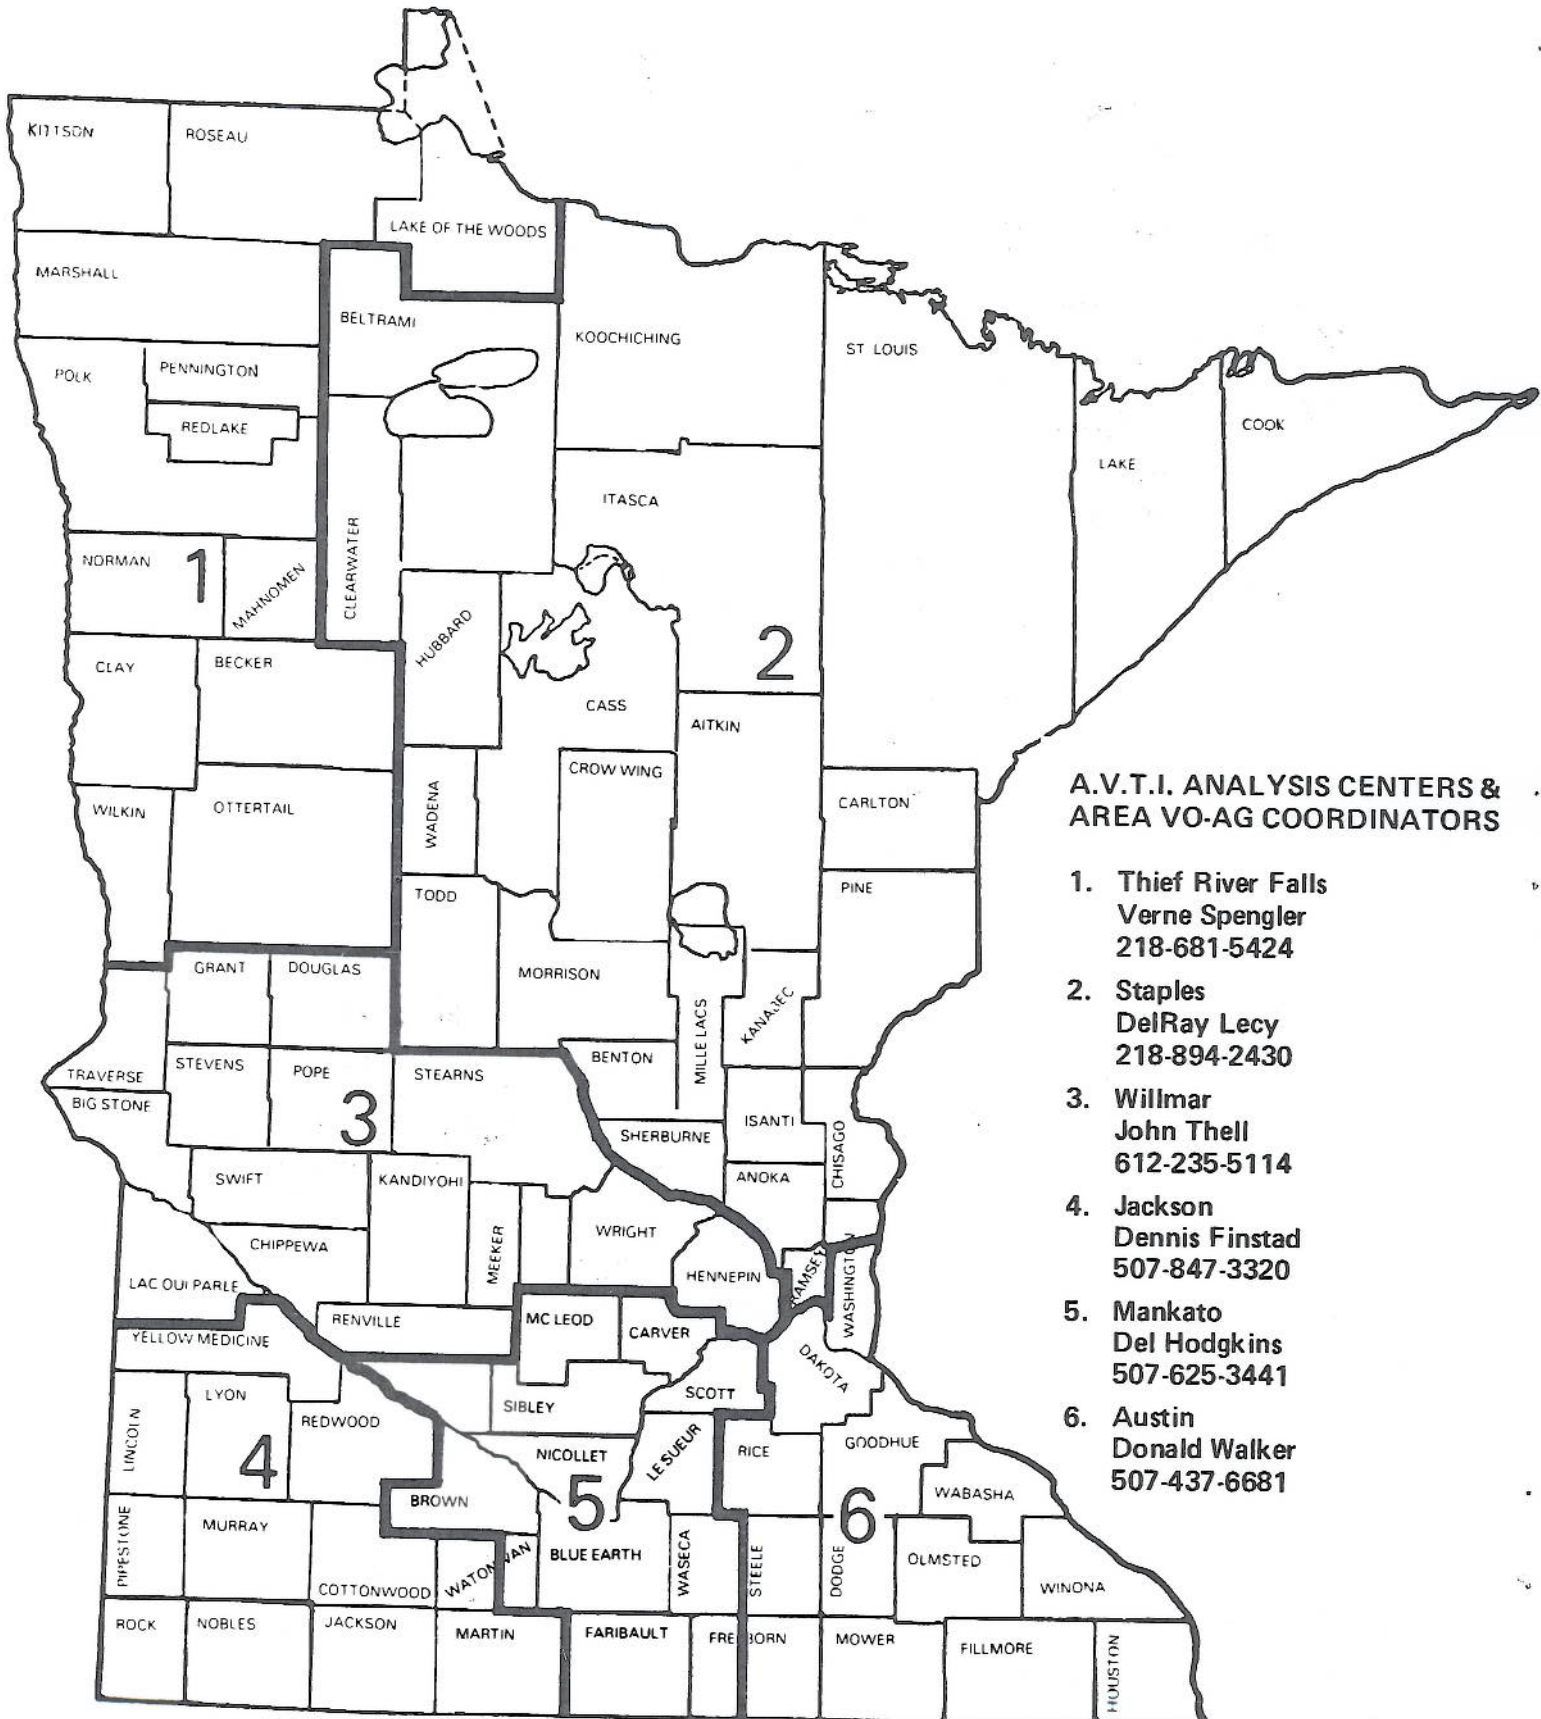 KITTSON
ROSEAU
LAKE OF THE WOODS
MARSHALL
BELTRAMI
KOOCHICHING
ST LOUIS
POLK
PENNINGTON
REDLAKE
COOK
LAKE
ITASCA
CLEARWATER
NORMAN
1
MAHNOMEN
HUBBARD
2
CLAY
BECKER
CASS
AITKIN
CROW WING
WADENA
WILKIN
OTTERTAIL
CARLTON
TODD
PINE
GRANT
DOUGLAS
MORRISON
MILLE LACS
KANABEC
TRAVERSE
STEVENS
POPE
STEARNS
BENTON
BIG STONE
3
ISANTI
SHERBURNE
CHISAGO
SWIFT
KANDIYOHI
ANOKA
MEEKER
WRIGHT
CHIPPEWA
HENNEPIN
RAMSEY
WASHINGTON
LAC QUI PARLE
RENVILLE
MC LEOD
CARVER
YELLOW MEDICINE
DAKOTA
LYON
SCOTT
SIBLEY
LINCOLN
REDWOOD
4
NICOLLET
LE SUEUR
RICE
GOODHUE
BROWN
5
6
WABASHA
PIPESTONE
MURRAY
COTTONWOOD
WATONWAN
BLUE EARTH
WASECA
STEELE
DODGE
OLMSTED
WINONA
ROCK
NOBLES
JACKSON
MARTIN
FARIBAULT
FREEBORN
MOWER
FILLMORE
HOUSTON
A.V.T.I. ANALYSIS CENTERS &
AREA VO-AG COORDINATORS
1. Thief River Falls
Verne Spengler
218-681-5424
2. Staples
DelRay Lecy
218-894-2430
3. Willmar
John Thell
612-235-5114
4. Jackson
Dennis Finstad
507-847-3320
5. Mankato
Del Hodgkins
507-625-3441
6. Austin
Donald Walker
507-437-6681